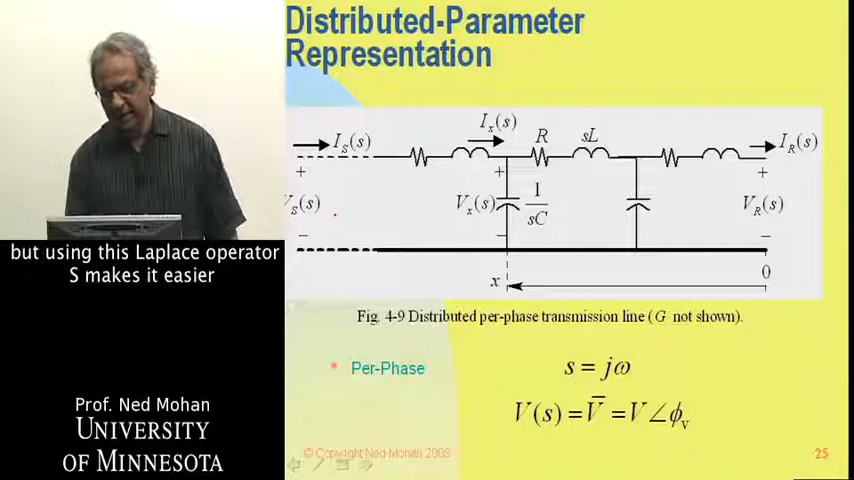 Distributed-Parameter
Representation
I_x(s)
I_S(s)
R
sL
I_R(s)
+
+
+
V_S(s)
V_x(s)
1
sC
V_R(s)
−
−
−
x
0
Fig. 4-9 Distributed per-phase transmission line (G not shown).
• Per-Phase
s = jω
V(s) = V̅ = V∠ϕ_v
© Copyright Ned Mohan 2008
25
but using this Laplace operator
S makes it easier
Prof. Ned Mohan
UNIVERSITY
OF MINNESOTA